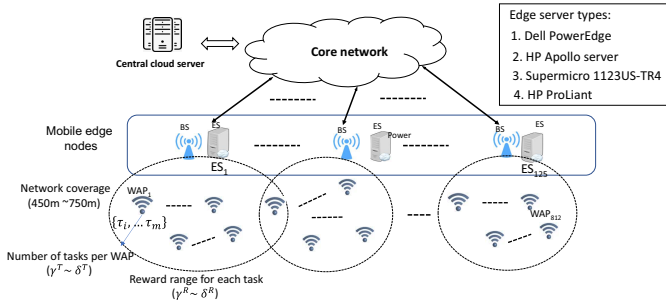 Edge server types:
1. Dell PowerEdge
2. HP Apollo server
3. Supermicro 1123US-TR4
4. HP ProLiant
Core network
Central cloud server
Mobile edge
nodes
BS
ES
ES₁
BS
ES
Power
BS
ES
ES₁₂₅
Network coverage
(450m ~750m)
WAP₁
{τᵢ, … τₘ}
WAP₈₁₂
Number of tasks per WAP
(γᵀ~ δᵀ)
Reward range for each task
(γᴿ~ δᴿ)